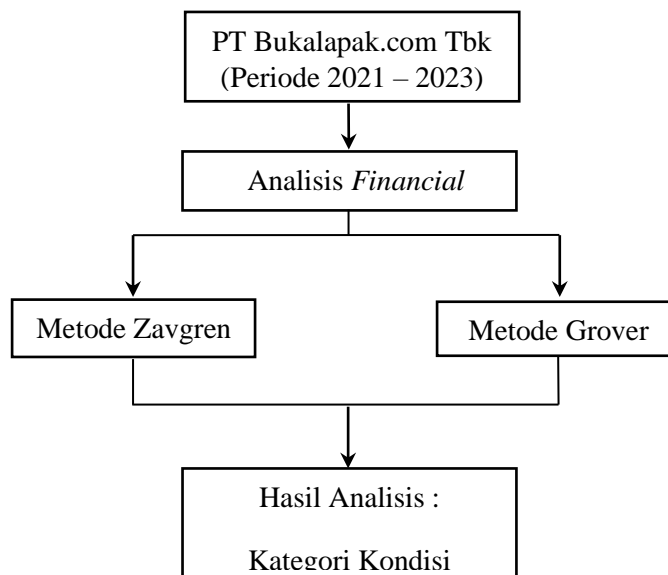 PT Bukalapak.com Tbk
(Periode 2021 – 2023)
Analisis Financial
Metode Zavgren
Metode Grover
Hasil Analisis :
Kategori Kondisi